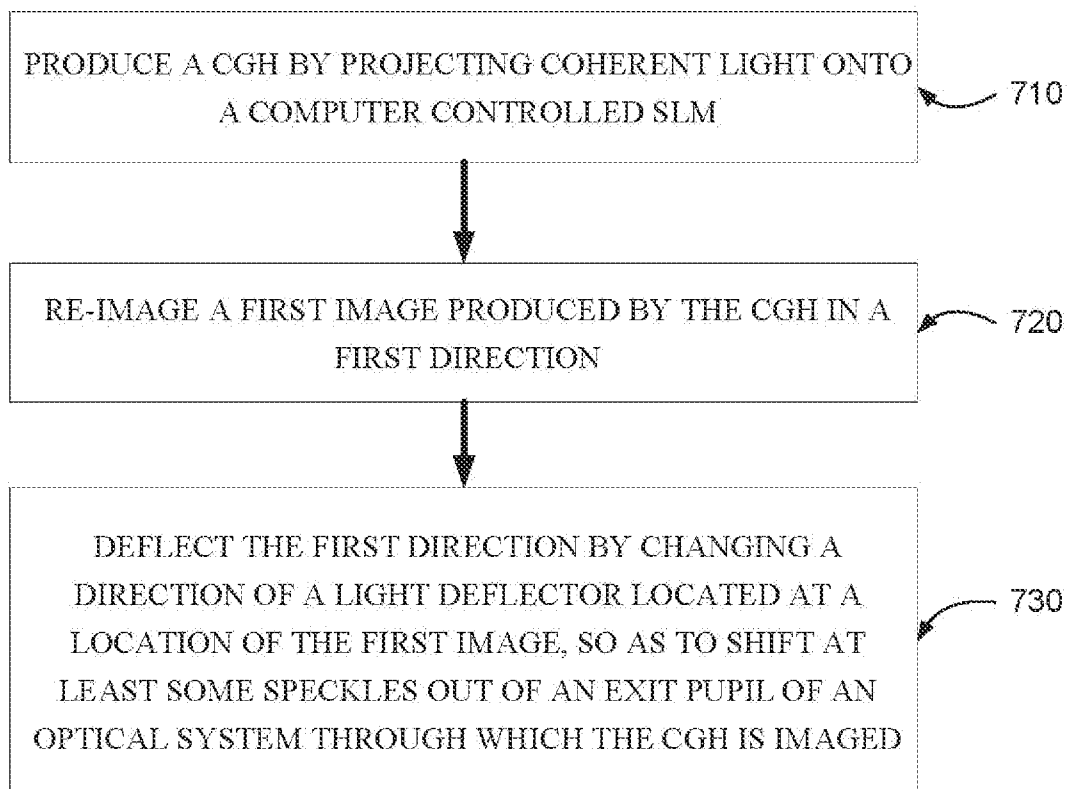 PRODUCE A CGH BY PROJECTING COHERENT LIGHT ONTO
A COMPUTER CONTROLLED SLM
710
RE-IMAGE A FIRST IMAGE PRODUCED BY THE CGH IN A
FIRST DIRECTION
720
DEFLECT THE FIRST DIRECTION BY CHANGING A
DIRECTION OF A LIGHT DEFLECTOR LOCATED AT A
LOCATION OF THE FIRST IMAGE, SO AS TO SHIFT AT
LEAST SOME SPECKLES OUT OF AN EXIT PUPIL OF AN
OPTICAL SYSTEM THROUGH WHICH THE CGH IS IMAGED
730